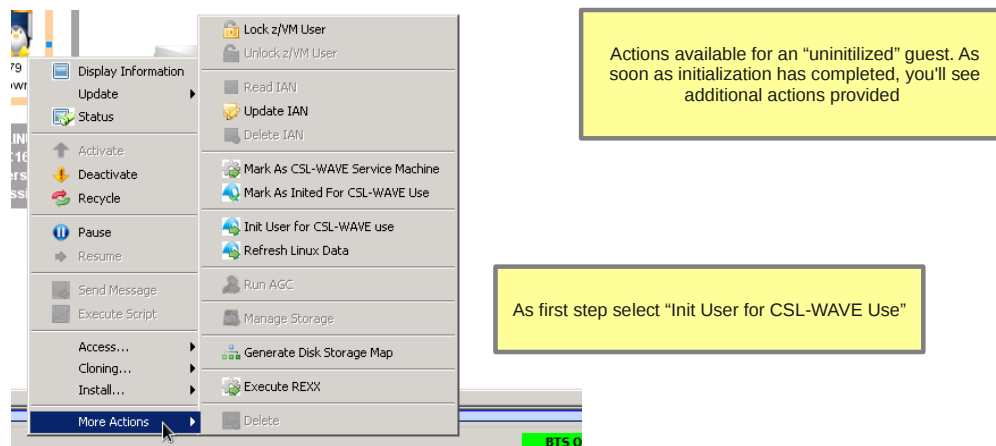 79
Display Information
Update
Status
Activate
Deactivate
Recycle
Pause
Resume
Send Message
Execute Script
Access...
Cloning...
Install...
More Actions
Lock z/VM User
Unlock z/VM User
Read IAN
Update IAN
Delete IAN
Mark As CSL-WAVE Service Machine
Mark As Inited For CSL-WAVE Use
Init User for CSL-WAVE use
Refresh Linux Data
Run AGC
Manage Storage
Generate Disk Storage Map
Execute REXX
Delete
Actions available for an “uninitilized” guest. As
soon as initialization has completed, you'll see
additional actions provided
As first step select “Init User for CSL-WAVE Use”
BTS